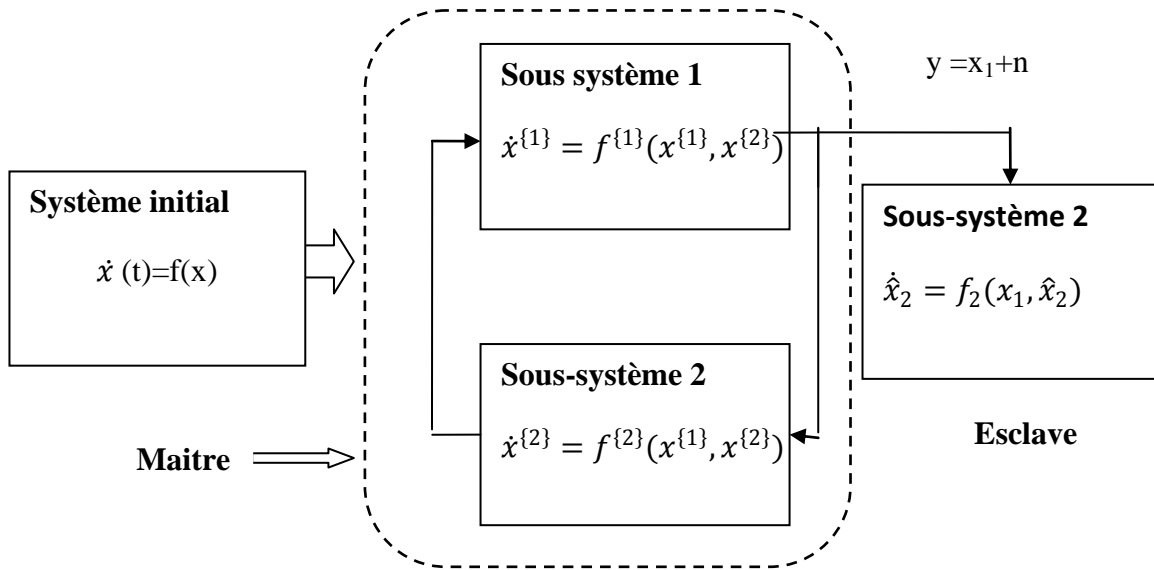 Système initial
ẋ (t)=f(x)
Maitre
Sous système 1
ẋ^{1} = f^{1}(x^{1}, x^{2})
Sous-système 2
ẋ^{2} = f^{2}(x^{1}, x^{2})
y =x₁+n
Sous-système 2
x̂̇₂ = f₂(x₁, x̂₂)
Esclave